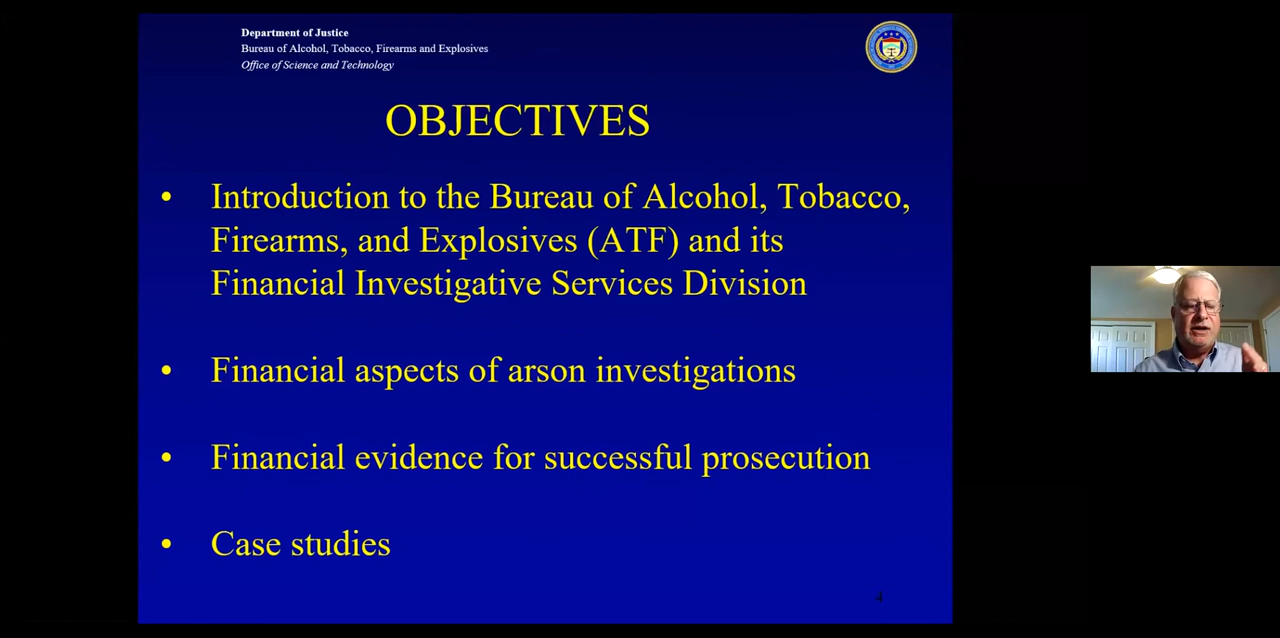 Department of Justice
Bureau of Alcohol, Tobacco, Firearms and Explosives
Office of Science and Technology
OBJECTIVES
• Introduction to the Bureau of Alcohol, Tobacco,
Firearms, and Explosives (ATF) and its
Financial Investigative Services Division
• Financial aspects of arson investigations
• Financial evidence for successful prosecution
• Case studies
4